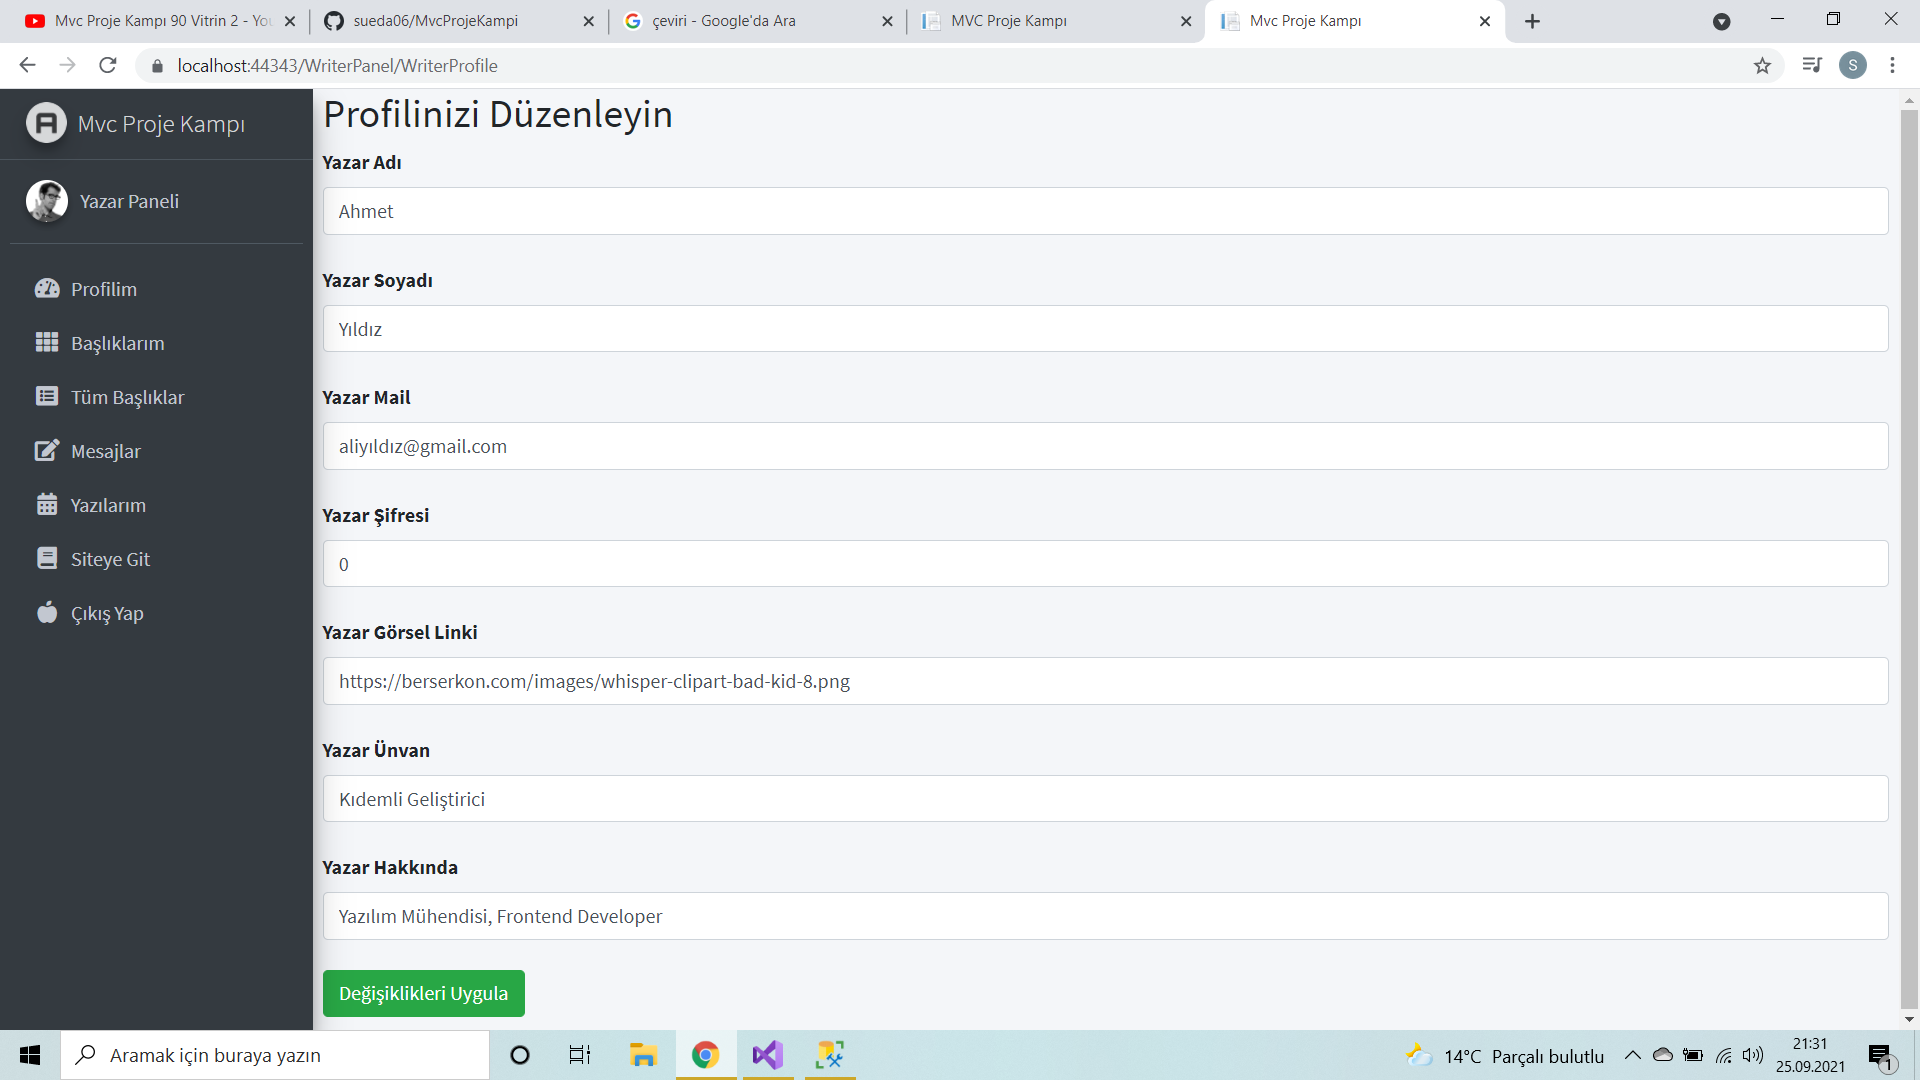 Mvc Proje Kampı 90 Vitrin 2 - You
sueda06/MvcProjeKampi
çeviri - Google'da Ara
MVC Proje Kampı
Mvc Proje Kampı
localhost:44343/WriterPanel/WriterProfile
S
Mvc Proje Kampı
Yazar Paneli
Profilim
Başlıklarım
Tüm Başlıklar
Mesajlar
Yazılarım
Siteye Git
Çıkış Yap
Profilinizi Düzenleyin
Yazar Adı
Ahmet
Yazar Soyadı
Yıldız
Yazar Mail
aliyıldız@gmail.com
Yazar Şifresi
0
Yazar Görsel Linki
https://berserkon.com/images/whisper-clipart-bad-kid-8.png
Yazar Ünvan
Kıdemli Geliştirici
Yazar Hakkında
Yazılım Mühendisi, Frontend Developer
Değişiklikleri Uygula
Aramak için buraya yazın
14°C Parçalı bulutlu
21:31
25.09.2021
1